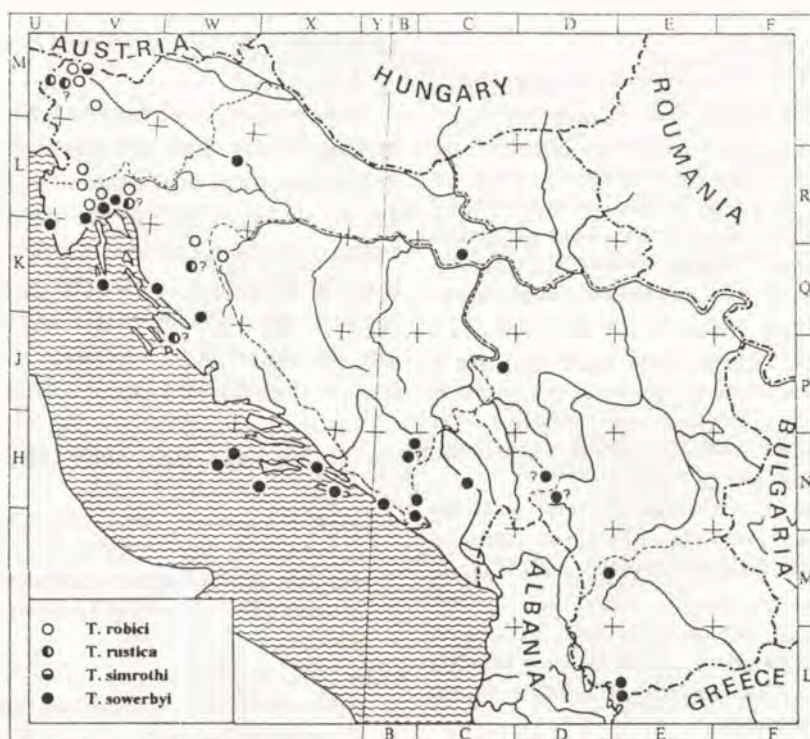 U V W X Y B C D E F
AUSTRIA
M
HUNGARY
ROUMANIA
?
L
R
?
K
?
Q
?
J
P
BULGARIA
H
?
N
? ?
M
ALBANIA
T. robici
T. rustica
T. simrothi
T. sowerbyi
GREECE
L
B C D E F